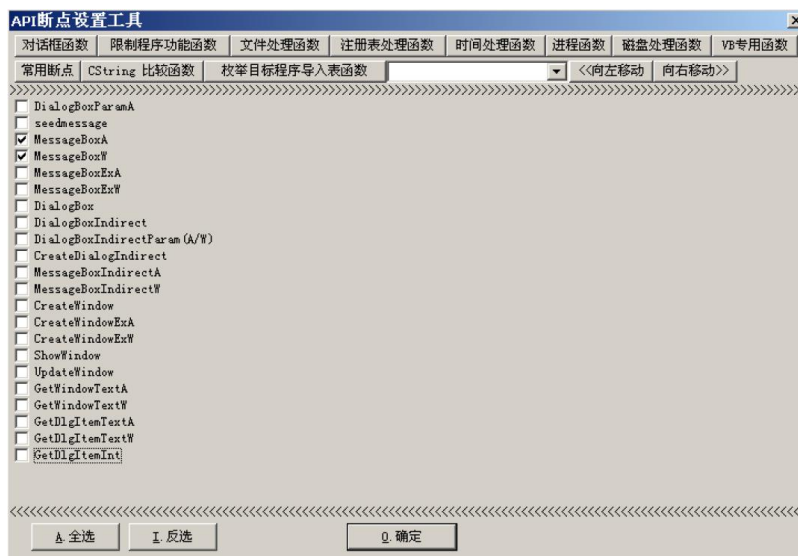 API断点设置工具
对话框函数 限制程序功能函数 文件处理函数 注册表处理函数 时间处理函数 进程函数 磁盘处理函数 VB专用函数
常用断点 CString 比较函数 枚举目标程序导入表函数 <<向左移动 向右移动>>
DialogBoxParamA
seedmessage
MessageBoxA
MessageBoxW
MessageBoxExA
MessageBoxExW
DialogBox
DialogBoxIndirect
DialogBoxIndirectParam(A/W)
CreateDialogIndirect
MessageBoxIndirectA
MessageBoxIndirectW
CreateWindow
CreateWindowExA
CreateWindowExW
ShowWindow
UpdateWindow
GetWindowTextA
GetWindowTextW
GetDlgItemTextA
GetDlgItemTextW
GetDlgItemInt
A.全选 I.反选 O.确定